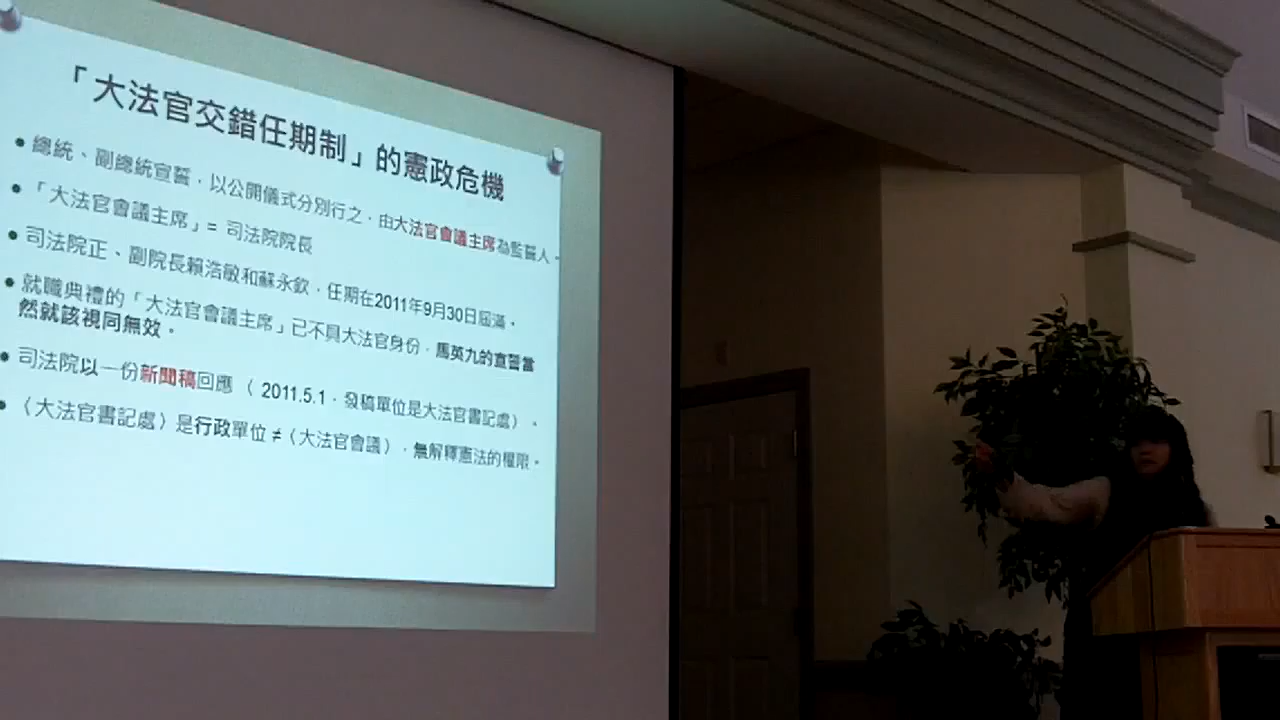 「大法官交錯任期制」的憲政危機
• 總統、副總統宣誓，以公開儀式分別行之，由大法官會議主席為監誓人。
• 「大法官會議主席」= 司法院院長
• 司法院正、副院長賴浩敏和蘇永欽，任期在2011年9月30日屆滿。
• 就職典禮的「大法官會議主席」已不具大法官身份，馬英九的宣誓當
然就該視同無效。
• 司法院以一份新聞稿回應（ 2011.5.1，發稿單位是大法官書記處）。
• （大法官書記處）是行政單位 ≠（大法官會議），無解釋憲法的權限。